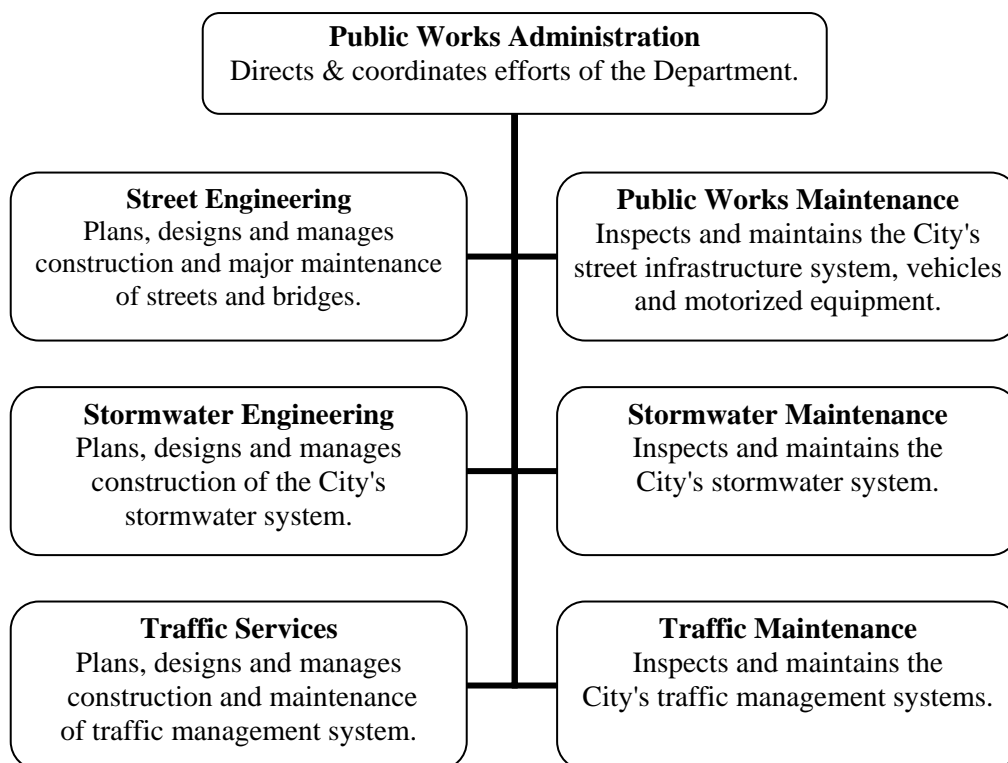 Public Works Administration
Directs & coordinates efforts of the Department.
Street Engineering
Plans, designs and manages
construction and major maintenance
of streets and bridges.
Public Works Maintenance
Inspects and maintains the City's
street infrastructure system, vehicles
and motorized equipment.
Stormwater Engineering
Plans, designs and manages
construction of the City's
stormwater system.
Stormwater Maintenance
Inspects and maintains the
City's stormwater system.
Traffic Services
Plans, designs and manages
construction and maintenance
of traffic management system.
Traffic Maintenance
Inspects and maintains the
City's traffic management systems.